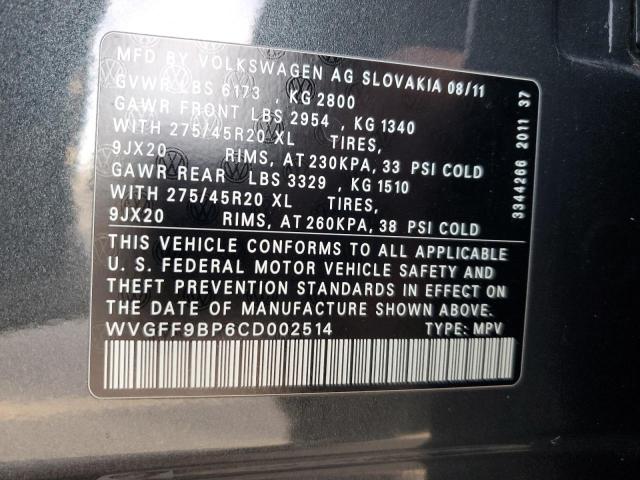 MFD BY VOLKSWAGEN AG SLOVAKIA 08/11
GVWR LBS 6173 , KG 2800
GAWR FRONT LBS 2954 , KG 1340
WITH 275/45R20 XL TIRES,
9JX20 RIMS, AT 230KPA, 33 PSI COLD
GAWR REAR LBS 3329 , KG 1510
WITH 275/45R20 XL TIRES,
9JX20 RIMS, AT 260KPA, 38 PSI COLD
THIS VEHICLE CONFORMS TO ALL APPLICABLE
U. S. FEDERAL MOTOR VEHICLE SAFETY AND
THEFT PREVENTION STANDARDS IN EFFECT ON
THE DATE OF MANUFACTURE SHOWN ABOVE
WVGFF9BP6CD002514 TYPE: MPV
3344266 2011 37